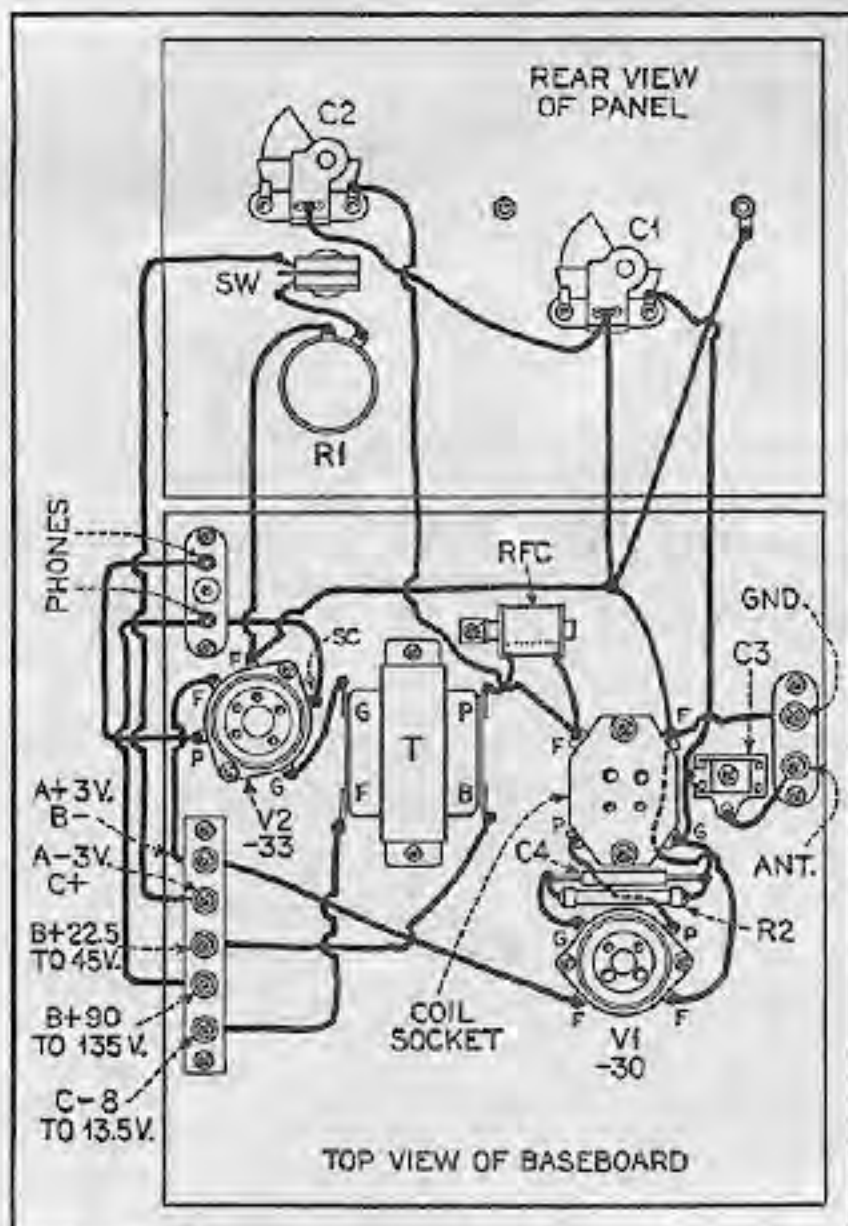 REAR VIEW
OF PANEL
C2
C1
SW
R1
PHONES
RFC
GND
C3
SC
F
F
P
G
G
F
T
P
B
F
F
P
G
V2
-33
A+3V.
B-
A-3V.
C+
B+22.5
TO 45V.
B+90
TO 135V.
C-8
TO 13.5V.
C4
ANT.
R2
G
P
F
F
COIL
SOCKET
V1
-30
TOP VIEW OF BASEBOARD